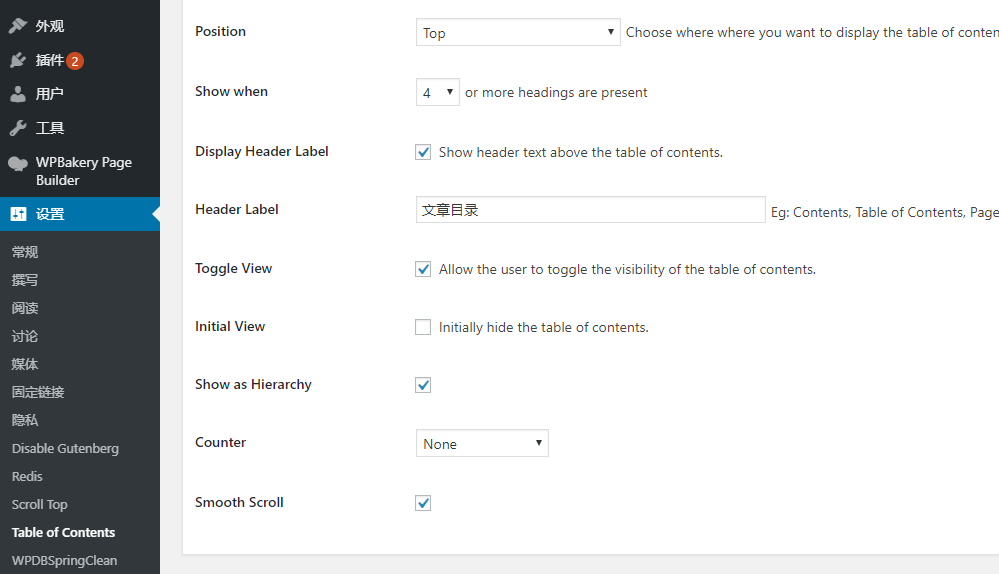 外观
插件 2
用户
工具
WPBakery Page
Builder
设置
常规
撰写
阅读
讨论
媒体
固定链接
隐私
Disable Gutenberg
Redis
Scroll Top
Table of Contents
WPDBSpringClean
Position Top Choose where where you want to display the table of conten
Show when 4 or more headings are present
Display Header Label Show header text above the table of contents.
Header Label 文章目录 Eg: Contents, Table of Contents, Page
Toggle View Allow the user to toggle the visibility of the table of contents.
Initial View Initially hide the table of contents.
Show as Hierarchy
Counter None
Smooth Scroll